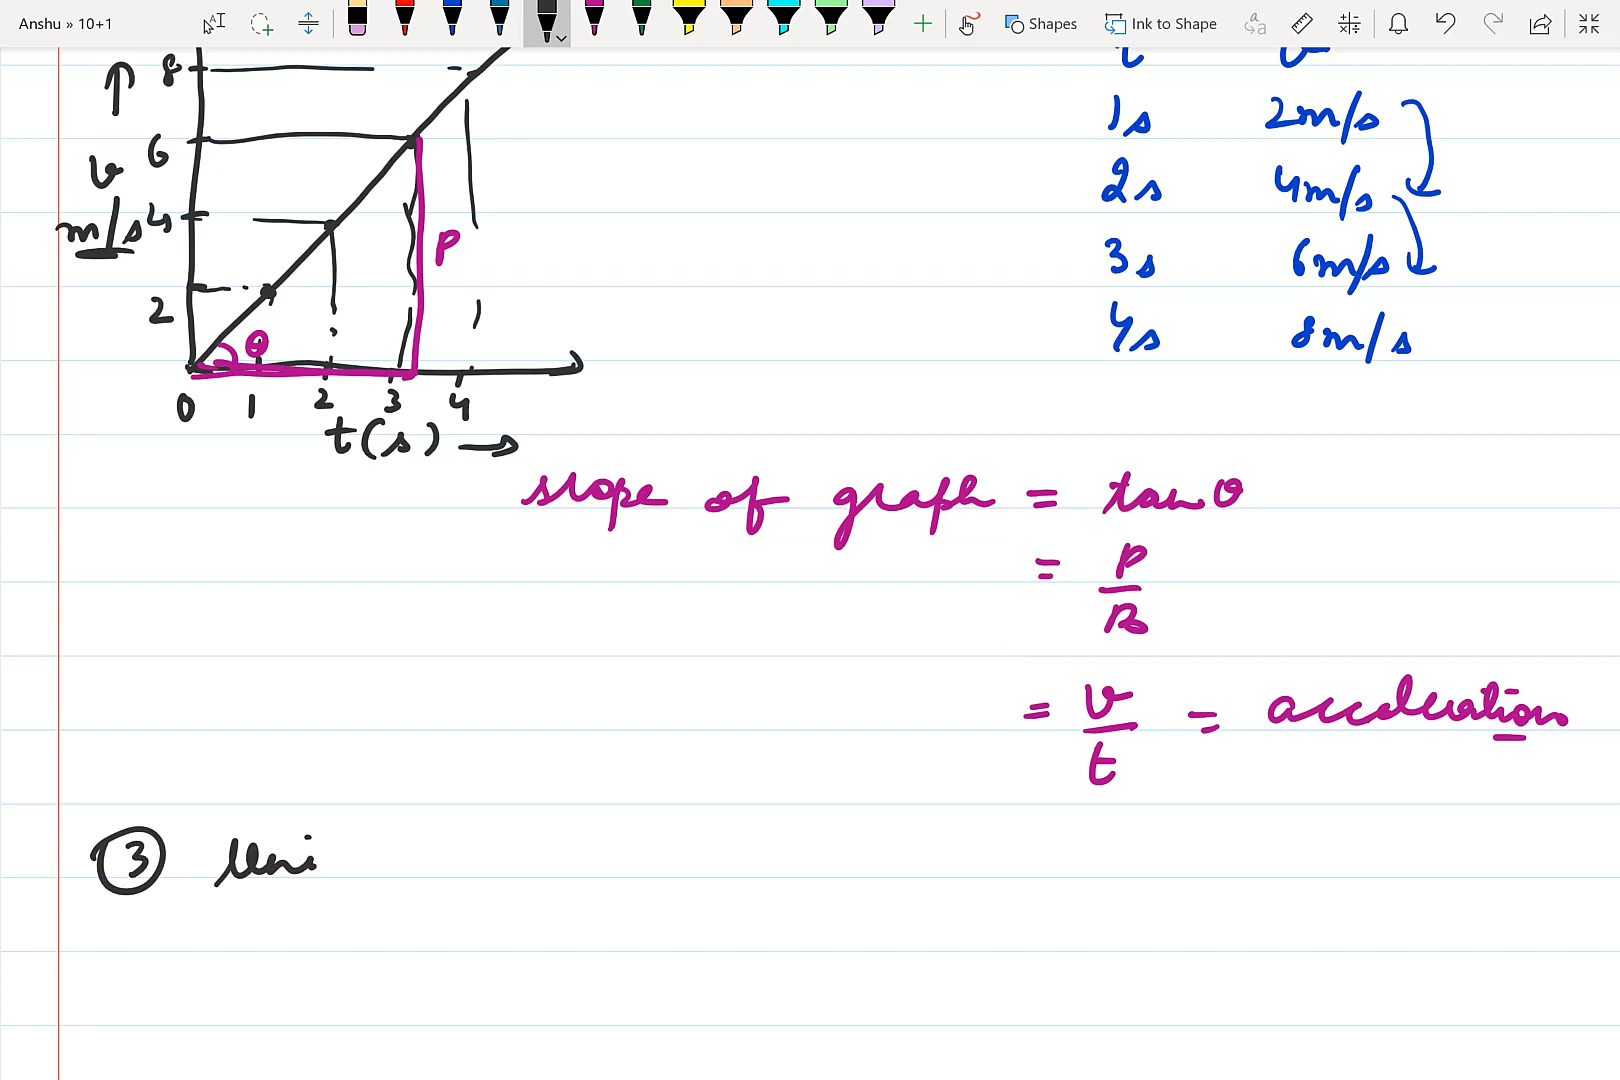 Anshu » 10+1
Shapes
Ink to Shape
8
6
v
m/s
4
2
θ
P
0 1 2 3 4
t(s)
t v
1s 2m/s
2s 4m/s
3s 6m/s
4s 8m/s
slope of graph = tan θ
= P/B
= v/t = acceleration
3 Uni